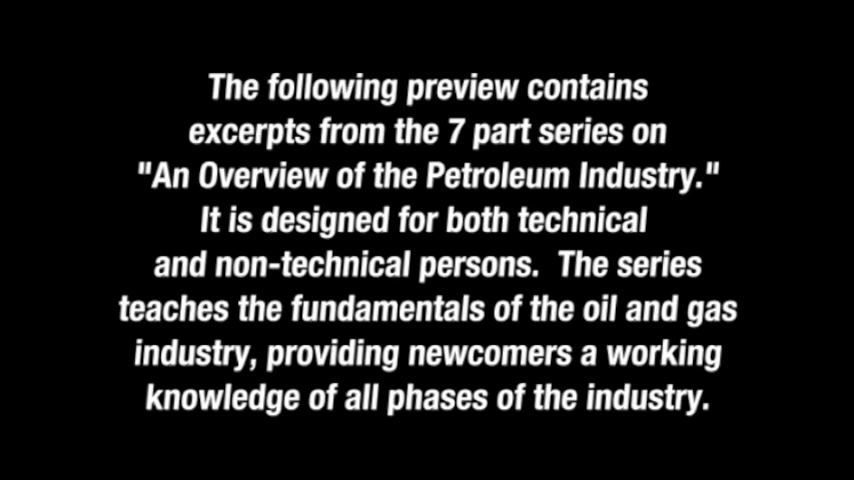 The following preview contains
excerpts from the 7 part series on
"An Overview of the Petroleum Industry."
It is designed for both technical
and non-technical persons.  The series
teaches the fundamentals of the oil and gas
industry, providing newcomers a working
knowledge of all phases of the industry.